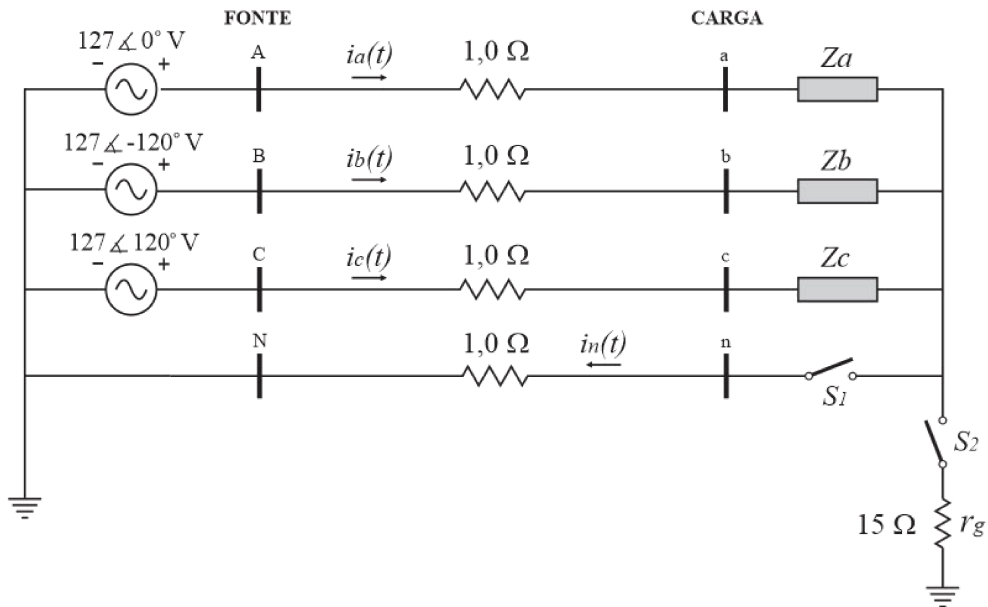 FONTE
CARGA
127∡0° V
- +
A
ia(t)
1,0 Ω
a
Za
127∡-120° V
- +
B
ib(t)
1,0 Ω
b
Zb
127∡120° V
- +
C
ic(t)
1,0 Ω
c
Zc
N
1,0 Ω
in(t)
n
S1
S2
15 Ω
rg